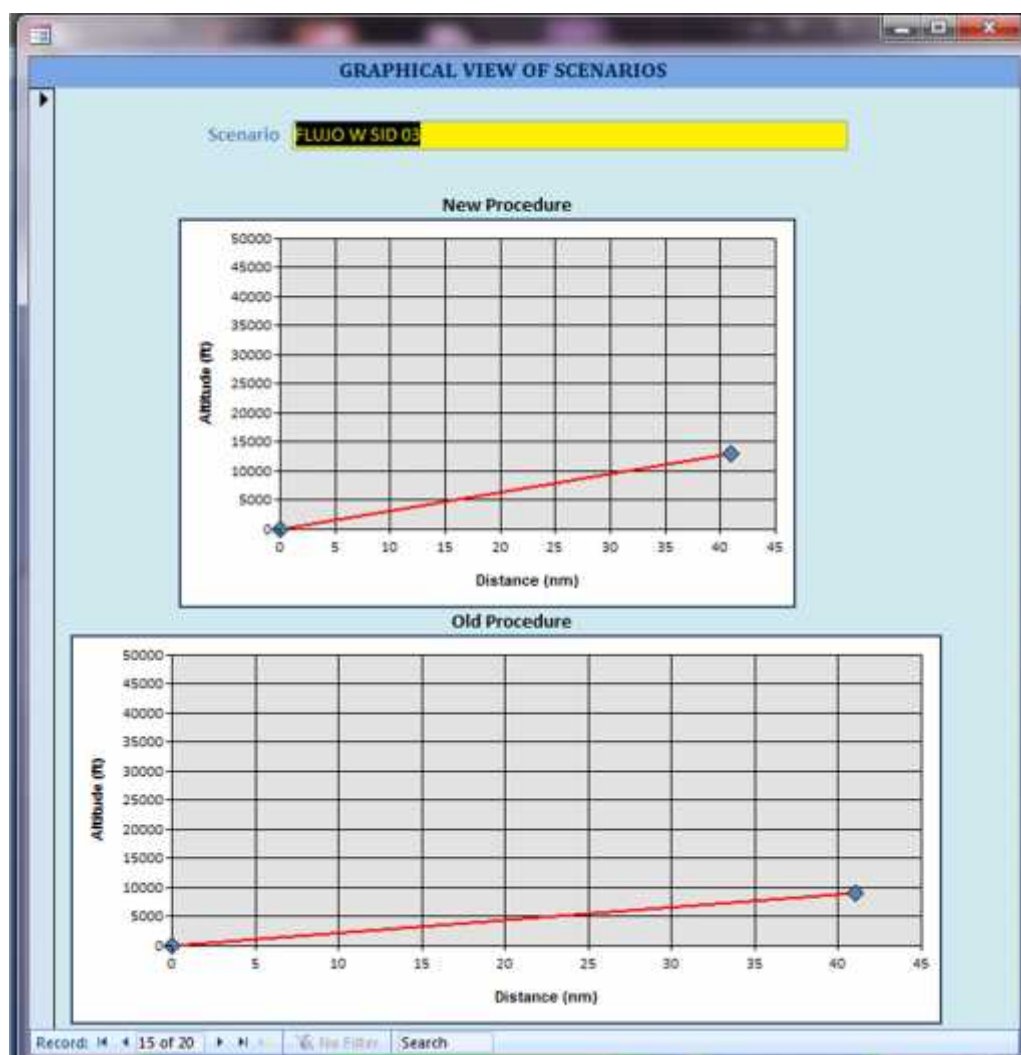 GRAPHICAL VIEW OF SCENARIOS
Scenario FLUJO W SID 03
New Procedure
50000
45000
40000
35000
30000
25000
20000
15000
10000
5000
0
Altitude (ft)
0 5 10 15 20 25 30 35 40 45
Distance (nm)
Old Procedure
50000
45000
40000
35000
30000
25000
20000
15000
10000
5000
0
Altitude (ft)
0 5 10 15 20 25 30 35 40 45
Distance (nm)
Record: 15 of 20 No Filter Search